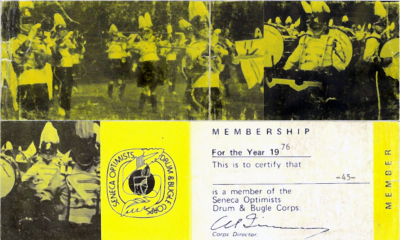 MEMBERSHIP
For the Year 1976
This is to certify that
-45-
is a member of the
Seneca Optimists
Drum & Bugle Corps.
Corps Director
MEMBER
SENECA OPTIMISTS
DRUM & BUGLE CORPS